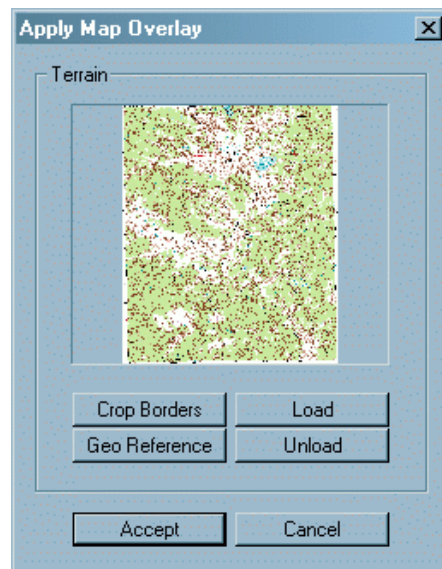 Apply Map Overlay
Terrain
Crop Borders Load
Geo Reference Unload
Accept Cancel